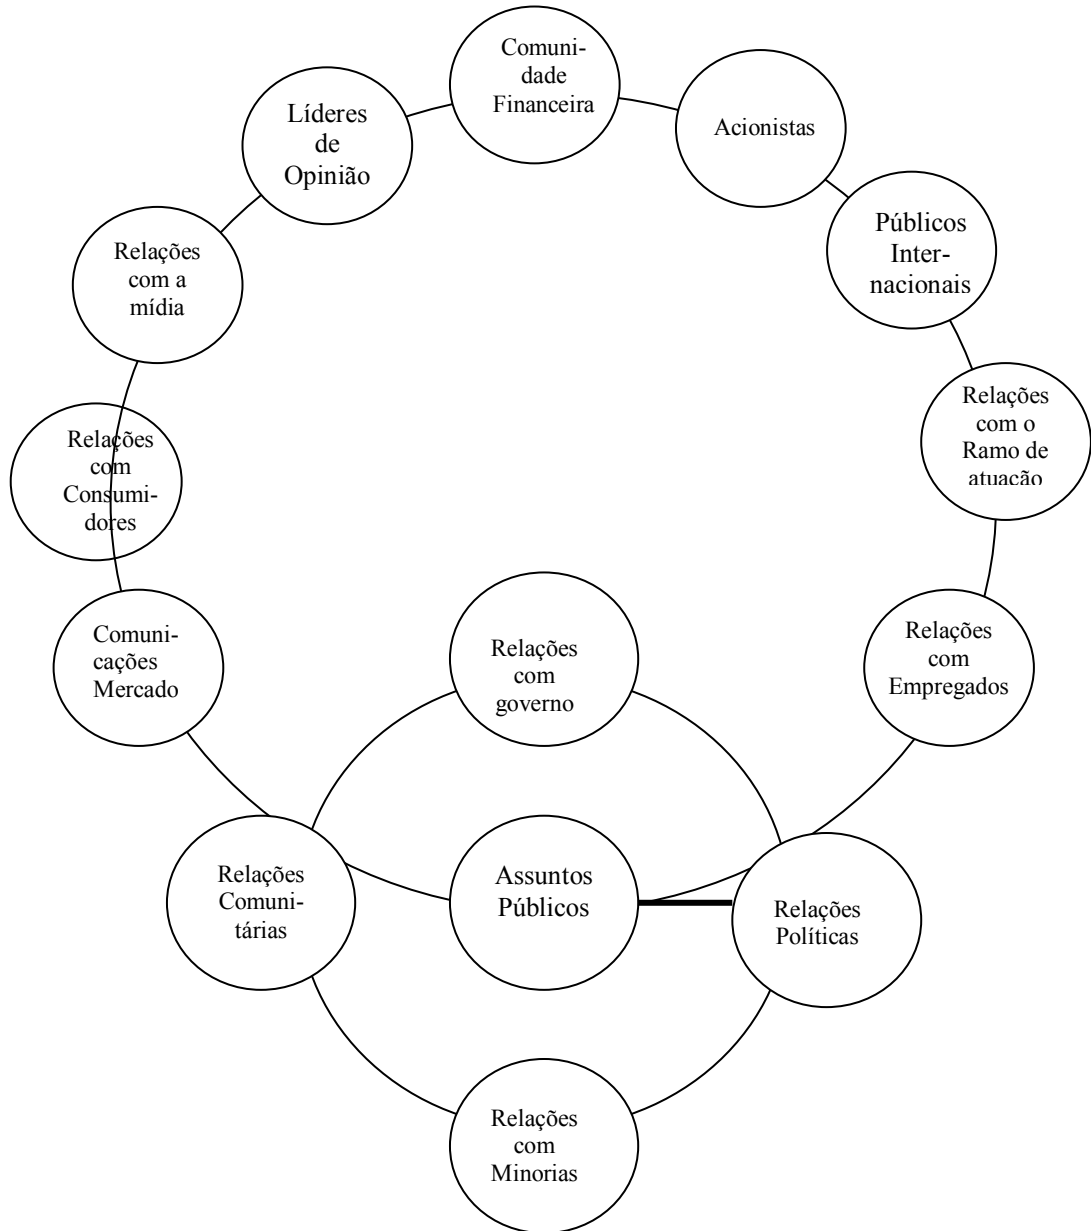 Comuni-
dade
Financeira
Líderes
de
Opinião
Acionistas
Públicos
Inter-
nacionais
Relações
com a
mídia
Relações
com o
Ramo de
atuação
Relações
com
Consumi-
dores
Comuni-
cações
Mercado
Relações
com
governo
Relações
com
Empregados
Relações
Comuni-
tárias
Assuntos
Públicos
Relações
Políticas
Relações
com
Minorias